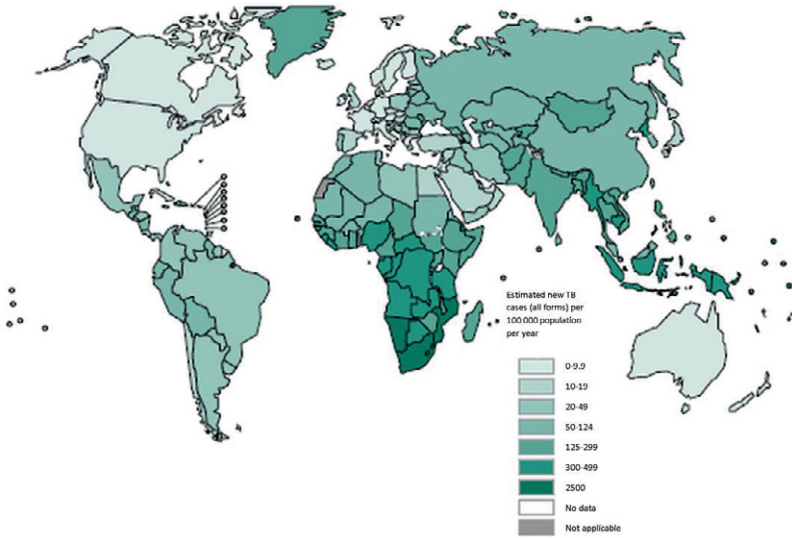 Estimated new TB
cases (all forms) per
100 000 population
per year
0-9.9
10-19
20-49
50-124
125-299
300-499
2500
No data
Not applicable